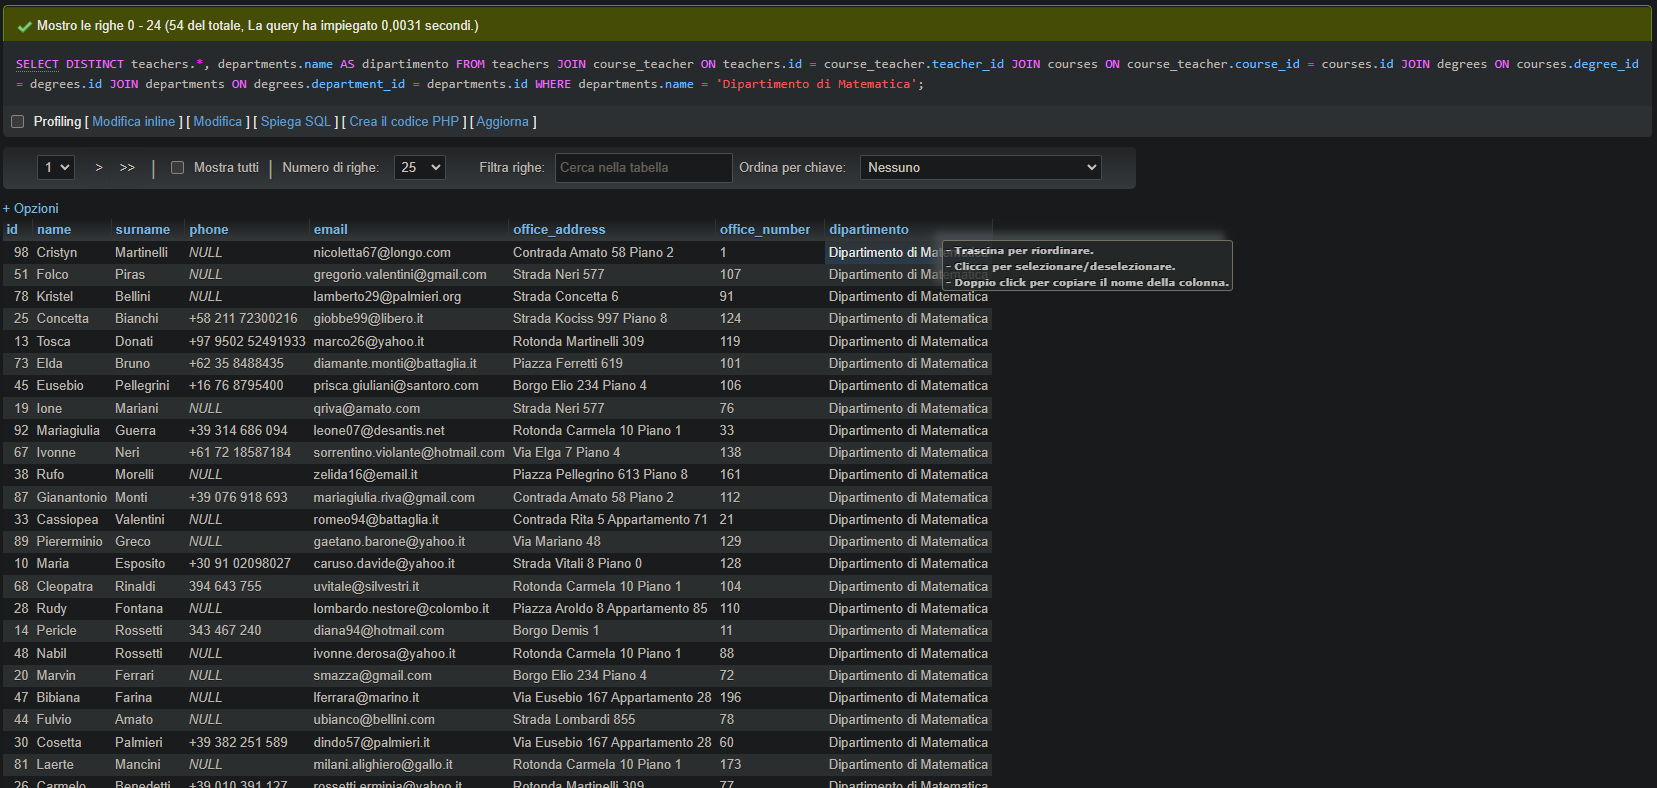 Mostro le righe 0 - 24 (54 del totale, La query ha impiegato 0,0031 secondi.)
SELECT DISTINCT teachers.*, departments.name AS dipartimento FROM teachers JOIN course_teacher ON teachers.id = course_teacher.teacher_id JOIN courses ON course_teacher.course_id = courses.id JOIN degrees ON courses.degree_id
= degrees.id JOIN departments ON degrees.department_id = departments.id WHERE departments.name = 'Dipartimento di Matematica';
Profiling [ Modifica inline ] [ Modifica ] [ Spiega SQL ] [ Crea il codice PHP ] [ Aggiorna ]
1 > >> | Mostra tutti | Numero di righe: 25 Filtra righe: Cerca nella tabella Ordina per chiave: Nessuno
+ Opzioni
id name surname phone email office_address office_number dipartimento
98 Cristyn Martinelli NULL nicoletta67@longo.com Contrada Amato 58 Piano 2 1 Dipartimento di Ma
- Trascina per riordinare.
- Clicca per selezionare/deselezionare.
- Doppio click per copiare il nome della colonna.
51 Folco Piras NULL gregorio.valentini@gmail.com Strada Neri 577 107 Dipartimento di Ma
78 Kristel Bellini NULL lamberto29@palmieri.org Strada Concetta 6 91 Dipartimento di Matematica
25 Concetta Bianchi +58 211 72300216 giobbe99@libero.it Strada Kociss 997 Piano 8 124 Dipartimento di Matematica
13 Tosca Donati +97 9502 52491933 marco26@yahoo.it Rotonda Martinelli 309 119 Dipartimento di Matematica
73 Elda Bruno +62 35 8488435 diamante.monti@battaglia.it Piazza Ferretti 619 101 Dipartimento di Matematica
45 Eusebio Pellegrini +16 76 8795400 prisca.giuliani@santoro.com Borgo Elio 234 Piano 4 106 Dipartimento di Matematica
19 Ione Mariani NULL qriva@amato.com Strada Neri 577 76 Dipartimento di Matematica
92 Mariagiulia Guerra +39 314 686 094 leone07@desantis.net Rotonda Carmela 10 Piano 1 33 Dipartimento di Matematica
67 Ivonne Neri +61 72 18587184 sorrentino.violante@hotmail.com Via Elga 7 Piano 4 138 Dipartimento di Matematica
38 Rufo Morelli NULL zelida16@email.it Piazza Pellegrino 613 Piano 8 161 Dipartimento di Matematica
87 Gianantonio Monti +39 076 918 693 mariagiulia.riva@gmail.com Contrada Amato 58 Piano 2 112 Dipartimento di Matematica
33 Cassiopea Valentini NULL romeo94@battaglia.it Contrada Rita 5 Appartamento 71 21 Dipartimento di Matematica
89 Piererminio Greco NULL gaetano.barone@yahoo.it Via Mariano 48 129 Dipartimento di Matematica
10 Maria Esposito +30 91 02098027 caruso.davide@yahoo.it Strada Vitali 8 Piano 0 128 Dipartimento di Matematica
68 Cleopatra Rinaldi 394 643 755 uvitale@silvestri.it Rotonda Carmela 10 Piano 1 104 Dipartimento di Matematica
28 Rudy Fontana NULL lombardo.nestore@colombo.it Piazza Aroldo 8 Appartamento 85 110 Dipartimento di Matematica
14 Pericle Rossetti 343 467 240 diana94@hotmail.com Borgo Demis 1 11 Dipartimento di Matematica
48 Nabil Rossetti NULL ivonne.derosa@yahoo.it Rotonda Carmela 10 Piano 1 88 Dipartimento di Matematica
20 Marvin Ferrari NULL smazza@gmail.com Borgo Elio 234 Piano 4 72 Dipartimento di Matematica
47 Bibiana Farina NULL lferrara@marino.it Via Eusebio 167 Appartamento 28 196 Dipartimento di Matematica
44 Fulvio Amato NULL ubianco@bellini.com Strada Lombardi 855 78 Dipartimento di Matematica
30 Cosetta Palmieri +39 382 251 589 dindo57@palmieri.it Via Eusebio 167 Appartamento 28 60 Dipartimento di Matematica
81 Laerte Mancini NULL milani.alighiero@gallo.it Rotonda Carmela 10 Piano 1 173 Dipartimento di Matematica
26 Carmelo Benedetti +39 010 391 127 rossetti.erminia@yahoo.it Rotonda Martinelli 309 77 Dipartimento di Matematica